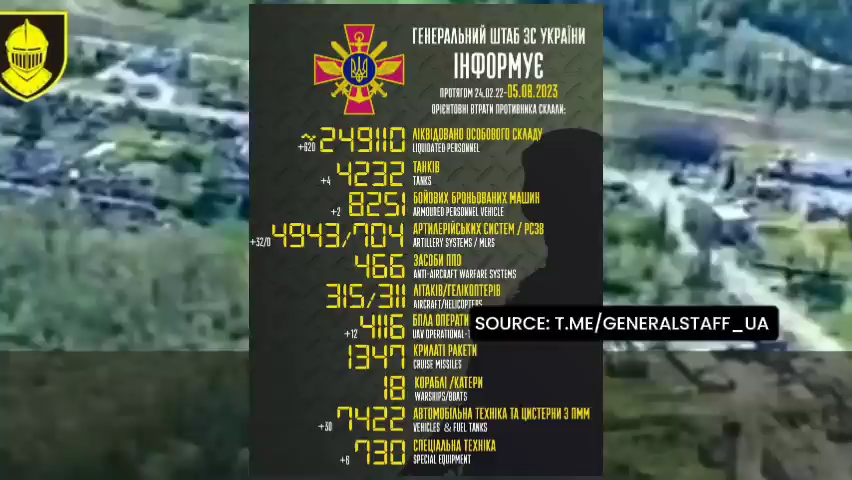 ГЕНЕРАЛЬНИЙ ШТАБ ЗС УКРАЇНИ
ІНФОРМУЄ
ПРОТЯГОМ 24.02.22-05.08.2023
ОРІЄНТОВНІ ВТРАТИ ПРОТИВНИКА СКЛАЛИ:
+620 ~249110 ЛІКВІДОВАНО ОСОБОВОГО СКЛАДУ
LIQUIDATED PERSONNEL
+4 4232 ТАНКІВ
TANKS
+2 8251 БОЙОВИХ БРОНЬОВАНИХ МАШИН
ARMOURED PERSONNEL VEHICLE
+32/0 4943/704 АРТИЛЕРІЙСЬКИХ СИСТЕМ / РСЗВ
ARTILLERY SYSTEMS / MLRS
466 ЗАСОБИ ППО
ANTI-AIRCRAFT WARFARE SYSTEMS
315/311 ЛІТАКІВ/ГЕЛІКОПТЕРІВ
AIRCRAFT/HELICOPTERS
+12 4116 БПЛА ОПЕРАТИ
UAV OPERATIONAL-T
SOURCE: T.ME/GENERALSTAFF_UA
1347 КРИЛАТІ РАКЕТИ
CRUISE MISSILES
18 КОРАБЛІ /КАТЕРИ
WARSHIPS/BOATS
+30 7422 АВТОМОБІЛЬНА ТЕХНІКА ТА ЦИСТЕРНИ З ПММ
VEHICLES & FUEL TANKS
+6 730 СПЕЦІАЛЬНА ТЕХНІКА
SPECIAL EQUIPMENT